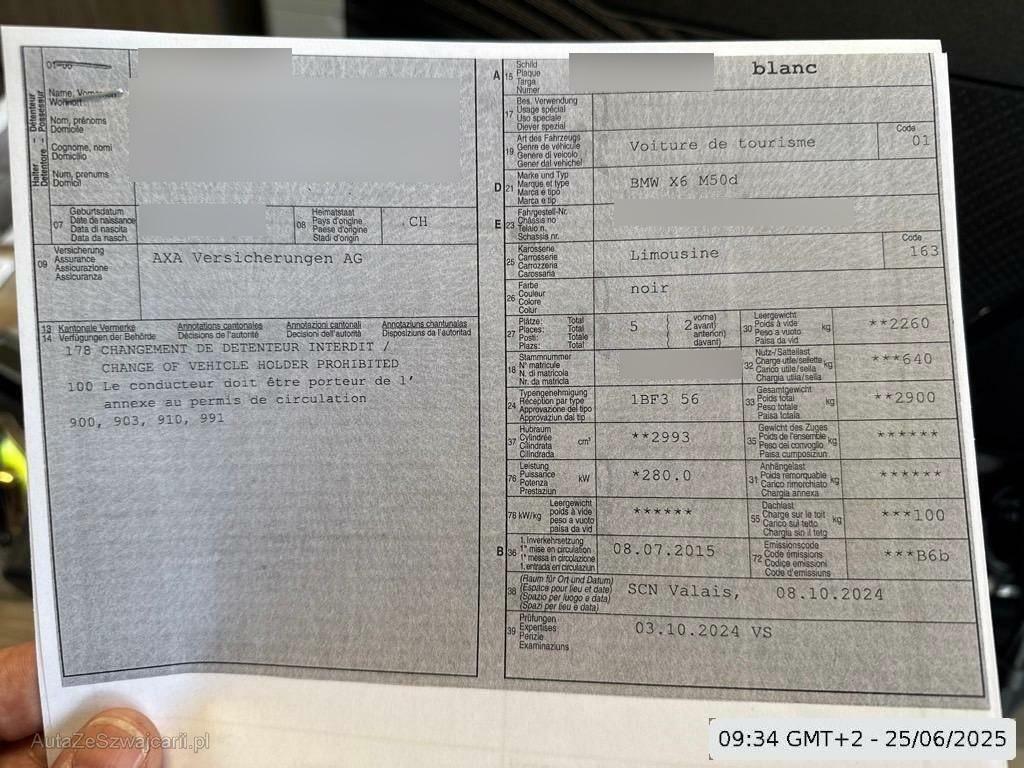 01-06
Name, Vornamen
Wohnort
Nom, prénoms
Domicile
Cognome, nomi
Domicilio
Num, prenums
Domicil
Halter – Détenteur
Detentore – Possessur
07
Geburtsdatum
Date de naissance
Data di nascita
Data da nasch.
08
Heimatstaat
Pays d'origine
Paese d'origine
Stadi d'origin
CH
09
Versicherung
Assurance
Assicurazione
Assicuranza
AXA Versicherungen AG
13 Kantonale Vermerke Annotations cantonales Annotazioni cantonali Annotaziuns chantunalas
14 Verfügungen der Behörde Décisions de l'autorité Decisioni dell'autorità Disposiziuns da l'autoritad
178 CHANGEMENT DE DETENTEUR INTERDIT /
CHANGE OF VEHICLE HOLDER PROHIBITED
100 Le conducteur doit être porteur de l'
annexe au permis de circulation
900, 903, 910, 991
A 15
Schild
Plaque
Targa
Numer
blanc
17
Bes. Verwendung
Usage spécial
Uso speciale
Diever spezial
19
Art des Fahrzeugs
Genre de véhicule
Genere di veicolo
Gener dal vehichel
Voiture de tourisme
Code
01
D 21
Marke und Typ
Marque et type
Marca e tipo
Marca e tip
BMW X6 M50d
E 23
Fahrgestell-Nr.
Châssis no
Telaio n.
Schassis nr.
25
Karosserie
Carrosserie
Carrozzeria
Carossaria
Limousine
Code
163
26
Farbe
Couleur
Colore
Colur
noir
27
Plätze: Total
Places: Total
Posti: Totale
Plazs: Total
5
2
vorne)
avant)
anteriori)
davant)
30
Leergewicht
Poids à vide
Peso a vuoto
Paisa da vid
kg
**2260
18
Stammnummer
N° matricule
N. di matricola
Nr. da matricla
32
Nutz-/Sattellast
Charge utile/sellette
Carico utile/sella
Chargia utila/sella
kg
***640
24
Typengenehmigung
Réception par type
Approvazione del tipo
Approvaziun dal tip
1BF3 56
33
Gesamtgewicht
Poids total
Peso totale
Paisa totala
kg
**2900
37
Hubraum
Cylindrée
Cilindrata
Cilindrada
cm³
**2993
35
Gewicht des Zuges
Poids de l'ensemble
Peso del convoglio
Paisa cumposiziun
kg
******
76
Leistung
Puissance
Potenza
Prestaziun
kW
*280.0
31
Anhängelast
Poids remorquable
Carico rimorchiato
Chargia annexa
kg
******
78 kW/kg
Leergewicht
poids à vide
peso a vuoto
paisa da vid
******
55
Dachlast
Charge sur le toit
Carico sul tetto
Chargia sin il tetg
kg
***100
B 36
1. Inverkehrsetzung
1re mise en circulation
1a messa in circolazione
1. entrada en circulaziun
08.07.2015
72
Emissionscode
Code émissions
Codice emissioni
Code d'emissiuns
***B6b
38
(Raum für Ort und Datum)
(Espace pour lieu et date)
(Spazio per luogo e data)
(Spazi per lieu e data)
SCN Valais, 08.10.2024
39
Prüfungen
Expertises
Perizie
Examinaziuns
03.10.2024 VS
AutaZeSzwajcarii.pl
09:34 GMT+2 - 25/06/2025